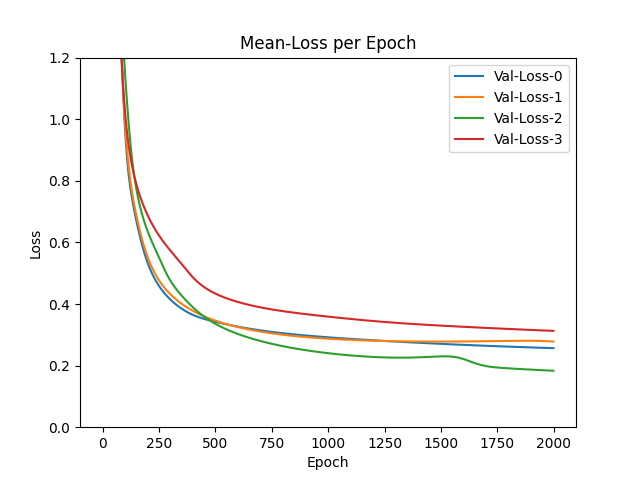 Mean-Loss per Epoch
1.2
1.0
0.8
0.6
0.4
0.2
0.0
Loss
Val-Loss-0
Val-Loss-1
Val-Loss-2
Val-Loss-3
0 250 500 750 1000 1250 1500 1750 2000
Epoch